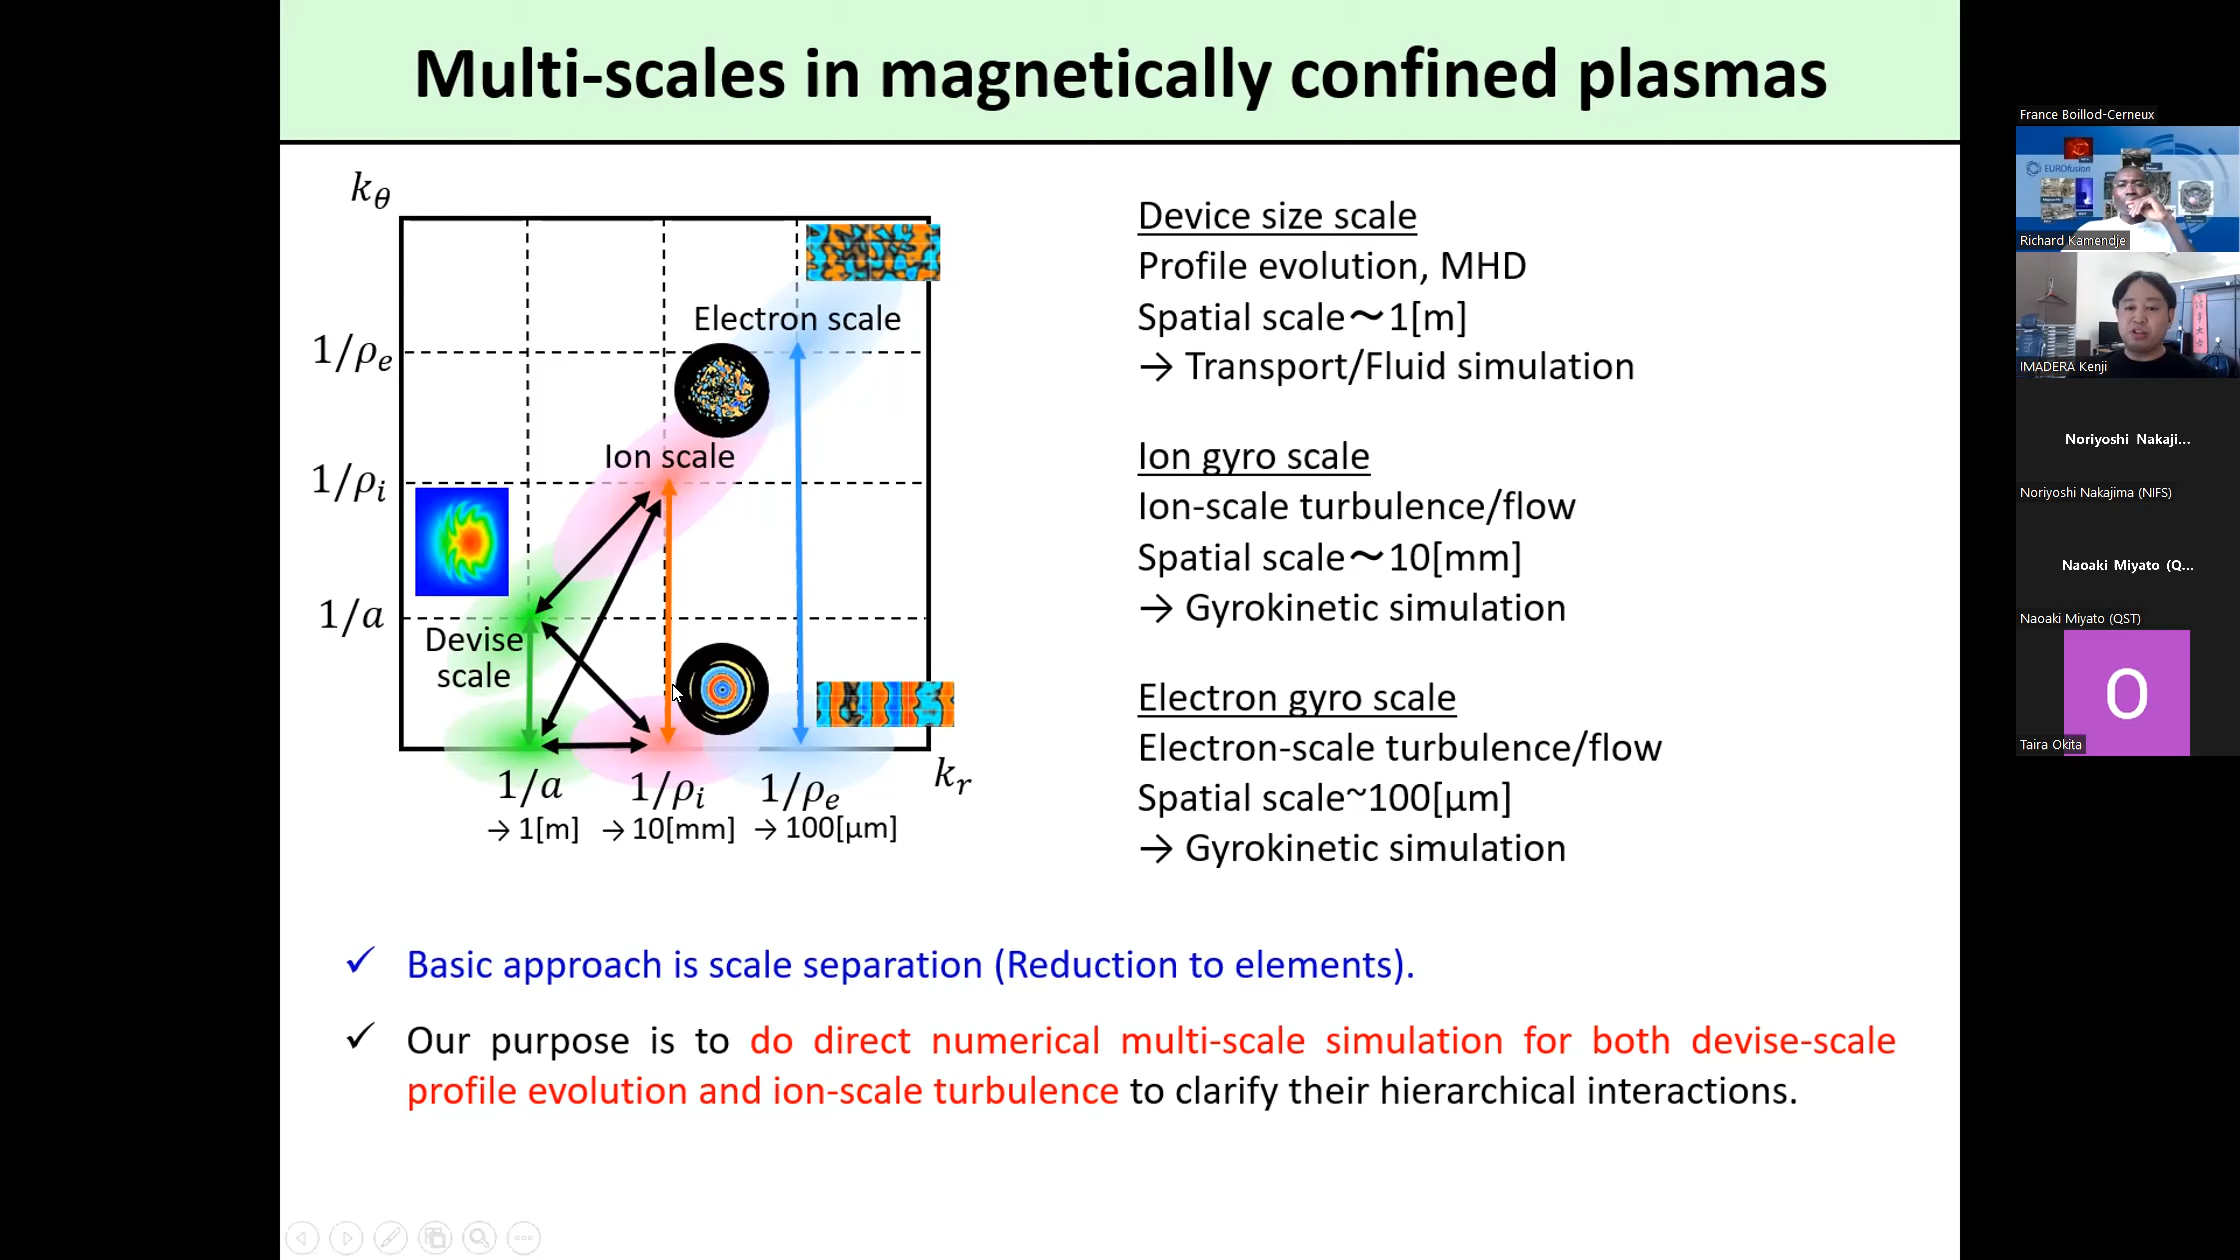 Multi-scales in magnetically confined plasmas
k_θ
Electron scale
1/ρ_e
Ion scale
1/ρ_i
1/a
Devise
scale
1/a
1/ρ_i
1/ρ_e
k_r
→ 1[m]
→ 10[mm]
→ 100[μm]
Device size scale
Profile evolution, MHD
Spatial scale～1[m]
→ Transport/Fluid simulation
Ion gyro scale
Ion-scale turbulence/flow
Spatial scale～10[mm]
→ Gyrokinetic simulation
Electron gyro scale
Electron-scale turbulence/flow
Spatial scale~100[μm]
→ Gyrokinetic simulation
✓ Basic approach is scale separation (Reduction to elements).
✓ Our purpose is to do direct numerical multi-scale simulation for both devise-scale
profile evolution and ion-scale turbulence to clarify their hierarchical interactions.
France Boillod-Cerneux
EUROfusion
Richard Kamendje
IMADERA Kenji
Noriyoshi Nakaji...
Noriyoshi Nakajima (NIFS)
Naoaki Miyato (Q...
Naoaki Miyato (QST)
O
Taira Okita